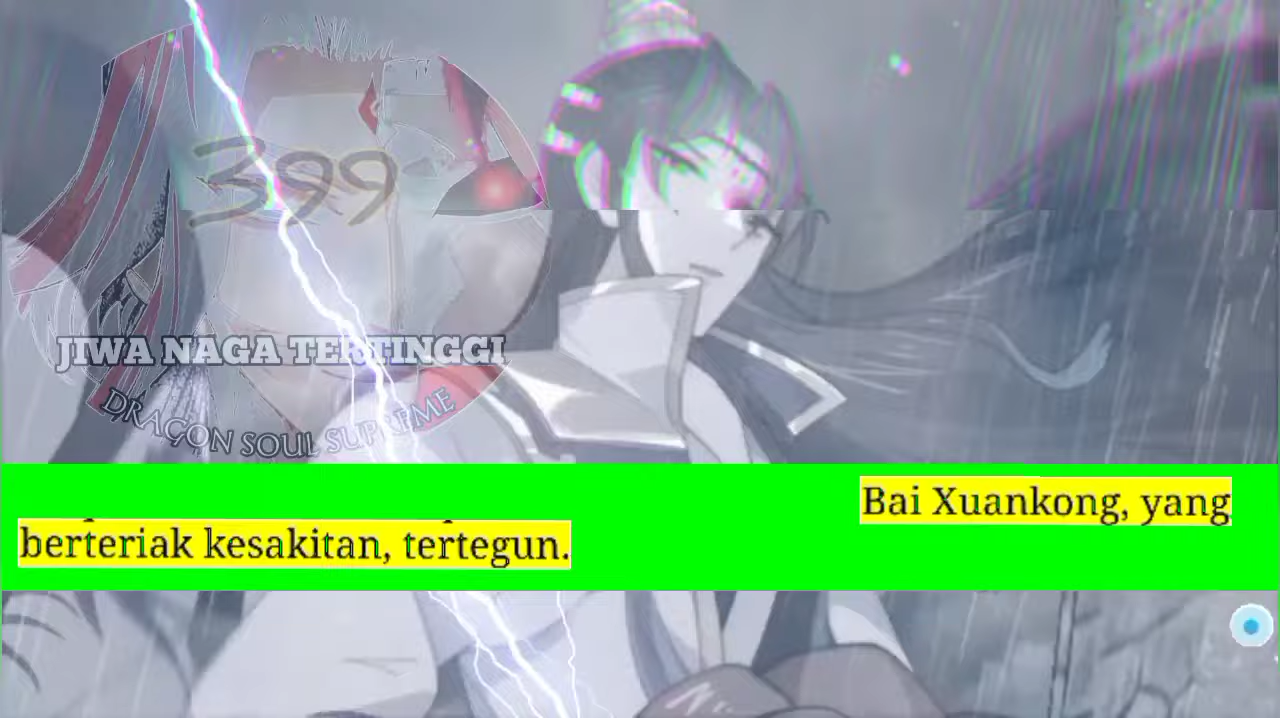 399
JIWA NAGA TERTINGGI
DRAGON SOUL SUPREME
Bai Xuankong, yang
berteriak kesakitan, tertegun.